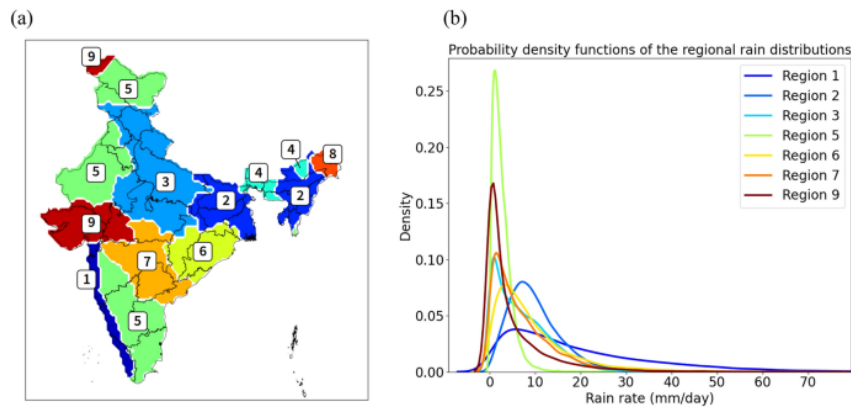 (a)
(b)
9
5
4
4
8
5
3
2
2
9
6
7
1
5
Probability density functions of the regional rain distributions
Region 1
Region 2
Region 3
Region 5
Region 6
Region 7
Region 9
Density
0.25
0.20
0.15
0.10
0.05
0.00
0 10 20 30 40 50 60 70
Rain rate (mm/day)